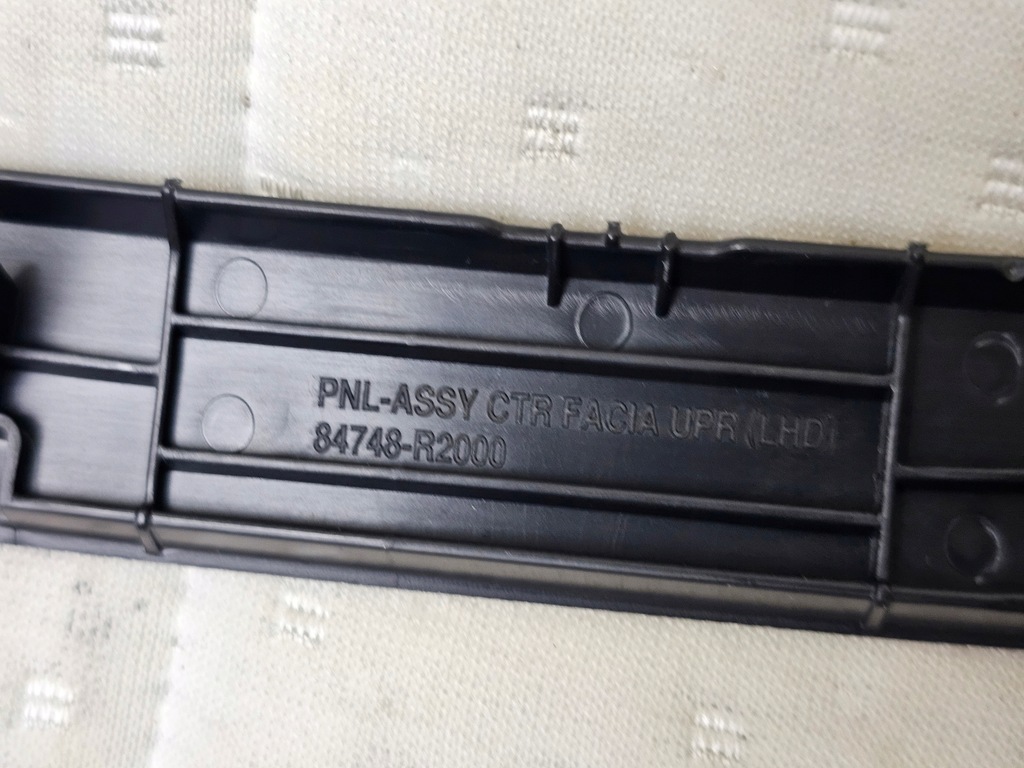 PNL-ASSY CTR FACIA UPR (LHD)
84748-R2000